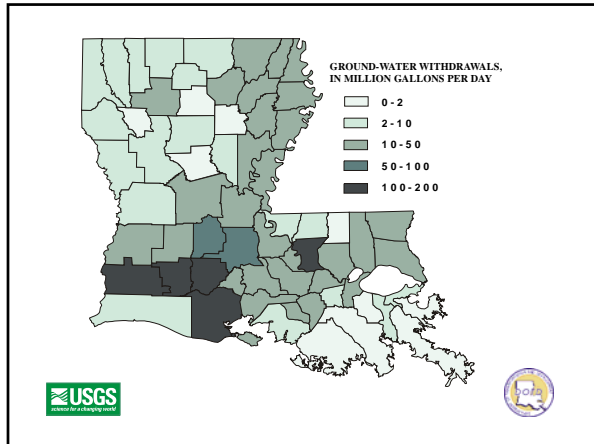 GROUND-WATER WITHDRAWALS,
IN MILLION GALLONS PER DAY
0-2
2-10
10-50
50-100
100-200
USGS
science for a changing world
DOTD